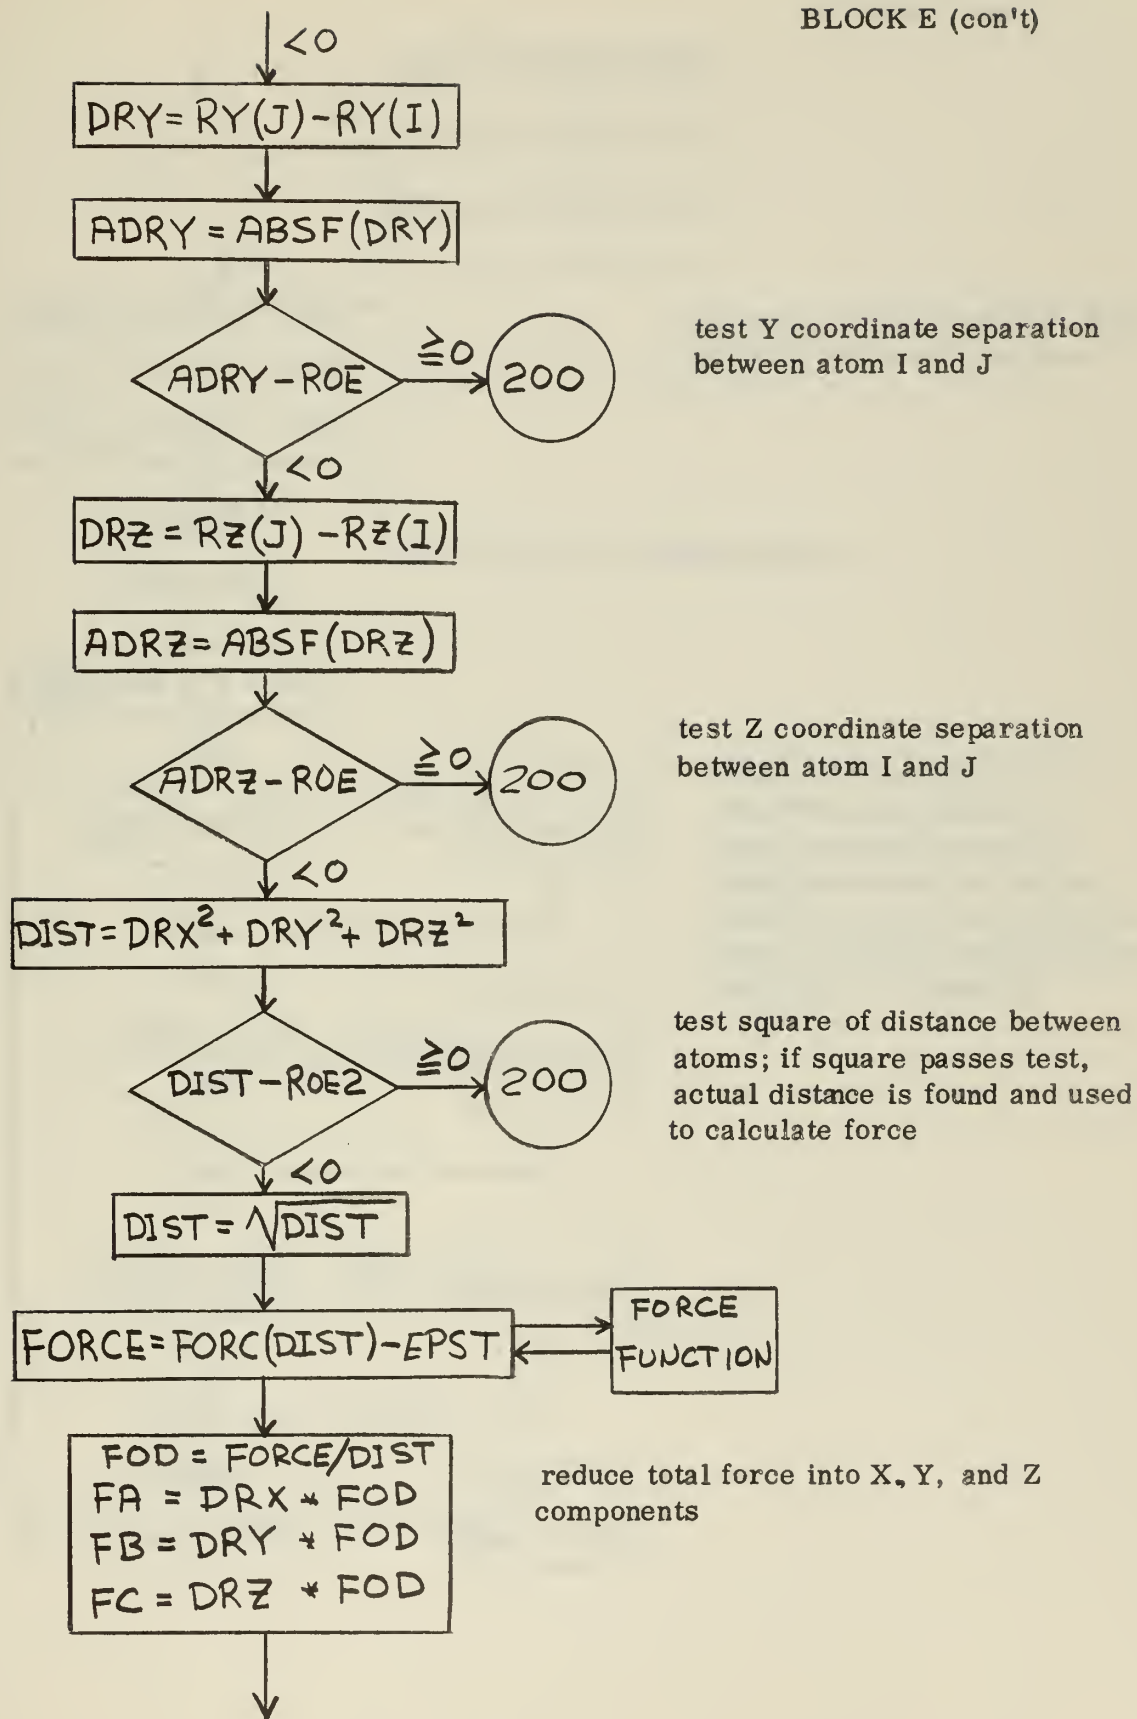 BLOCK E (con't)
<0
DRY=RY(J)-RY(I)
ADRY=ABSF(DRY)
ADRY-ROE
≧0
200
test Y coordinate separation
between atom I and J
<0
DRZ=RZ(J)-RZ(I)
ADRZ=ABSF(DRZ)
ADRZ-ROE
≧0
200
test Z coordinate separation
between atom I and J
<0
DIST=DRX²+DRY²+DRZ²
DIST-ROE2
≧0
200
test square of distance between
atoms; if square passes test,
actual distance is found and used
to calculate force
<0
DIST=√DIST
FORCE=FORC(DIST)-EPST
FORCE
FUNCTION
FOD = FORCE/DIST
FA = DRX * FOD
FB = DRY * FOD
FC = DRZ * FOD
reduce total force into X, Y, and Z
components